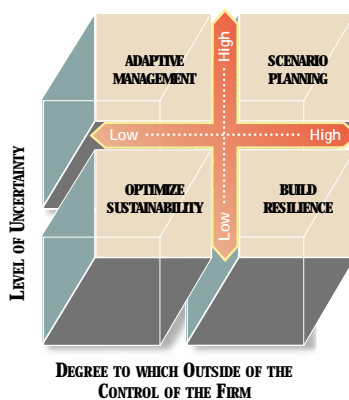 ADAPTIVE
MANAGEMENT
High
SCENARIO
PLANNING
Low
High
OPTIMIZE
SUSTAINABILITY
Low
BUILD
RESILIENCE
LEVEL OF UNCERTAINTY
DEGREE TO WHICH OUTSIDE OF THE
CONTROL OF THE FIRM